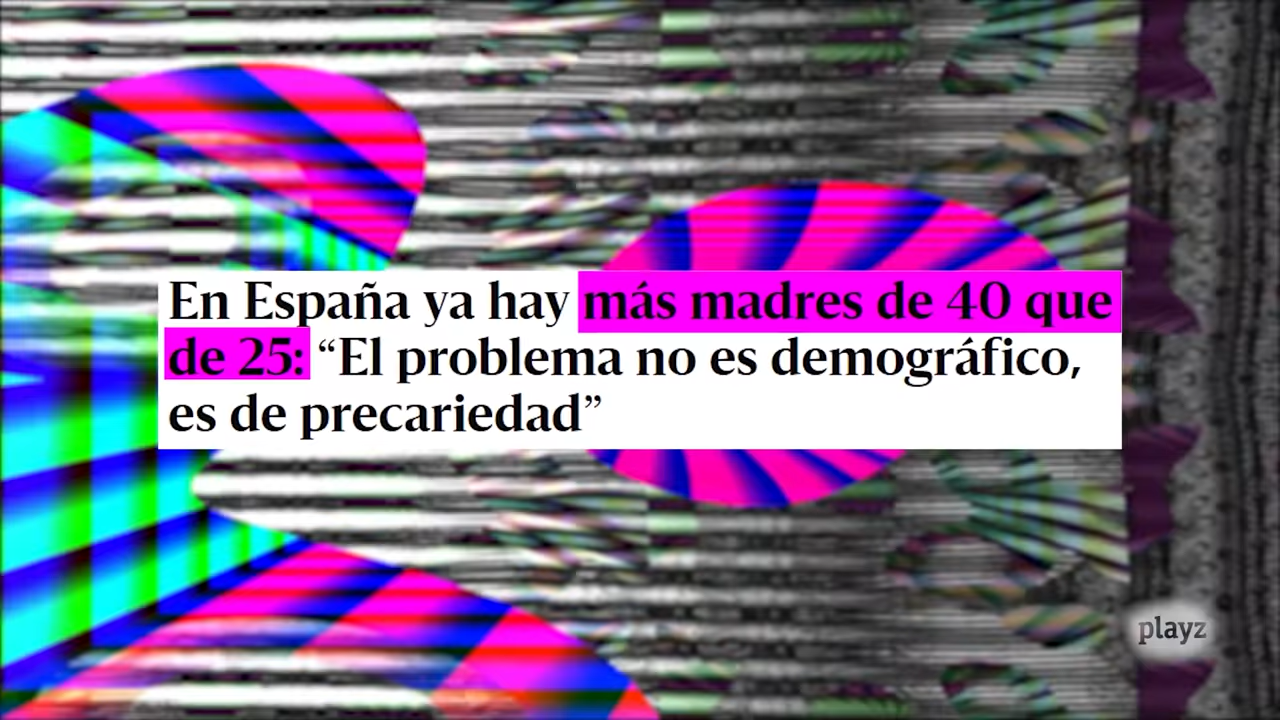 En España ya hay más madres de 40 que
de 25: “El problema no es demográfico,
es de precariedad”
playz